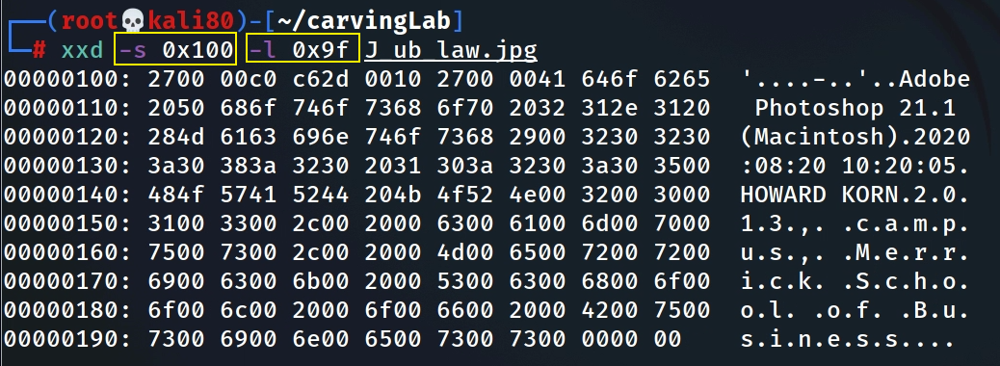 ┌──(root💀kali80)-[~/carvingLab]
└─# xxd -s 0x100 -l 0x9f J_ub_law.jpg
00000100: 2700 00c0 c62d 0010 2700 0041 646f 6265  '....-..'..Adobe
00000110: 2050 686f 746f 7368 6f70 2032 312e 3120   Photoshop 21.1
00000120: 284d 6163 696e 746f 7368 2900 3230 3230  (Macintosh).2020
00000130: 3a30 383a 3230 2031 303a 3230 3a30 3500  :08:20 10:20:05.
00000140: 484f 5741 5244 204b 4f52 4e00 3200 3000  HOWARD KORN.2.0.
00000150: 3100 3300 2c00 2000 6300 6100 6d00 7000  1.3.,. .c.a.m.p.
00000160: 7500 7300 2c00 2000 4d00 6500 7200 7200  u.s.,. .M.e.r.r.
00000170: 6900 6300 6b00 2000 5300 6300 6800 6f00  i.c.k. .S.c.h.o.
00000180: 6f00 6c00 2000 6f00 6600 2000 4200 7500  o.l. .o.f. .B.u.
00000190: 7300 6900 6e00 6500 7300 7300 0000 00    s.i.n.e.s.s....